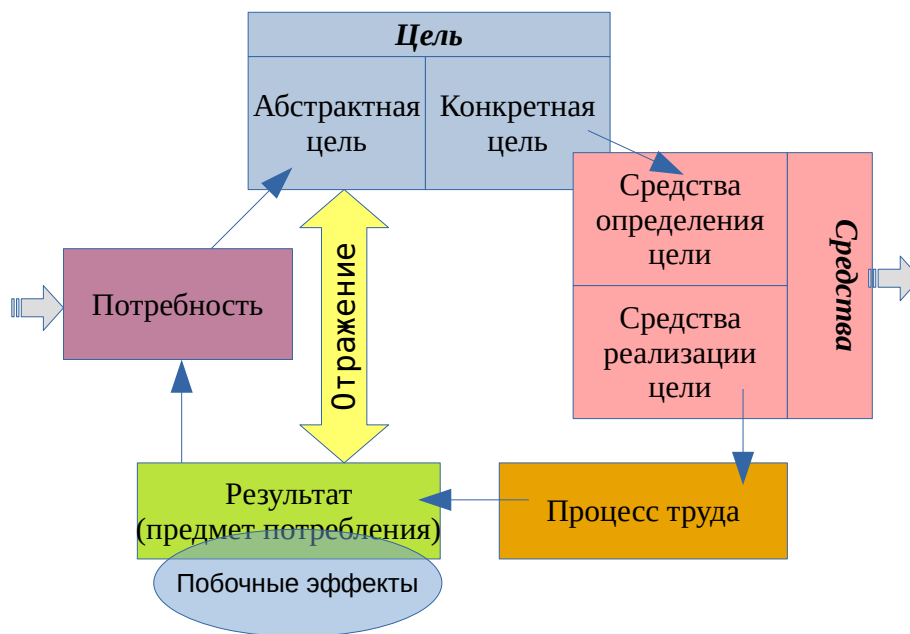 Цель
Абстрактная
цель
Конкретная
цель
Средства
определения
цели
Средства
реализации
цели
Средства
Потребность
Отражение
Результат
(предмет потребления)
Побочные эффекты
Процесс труда